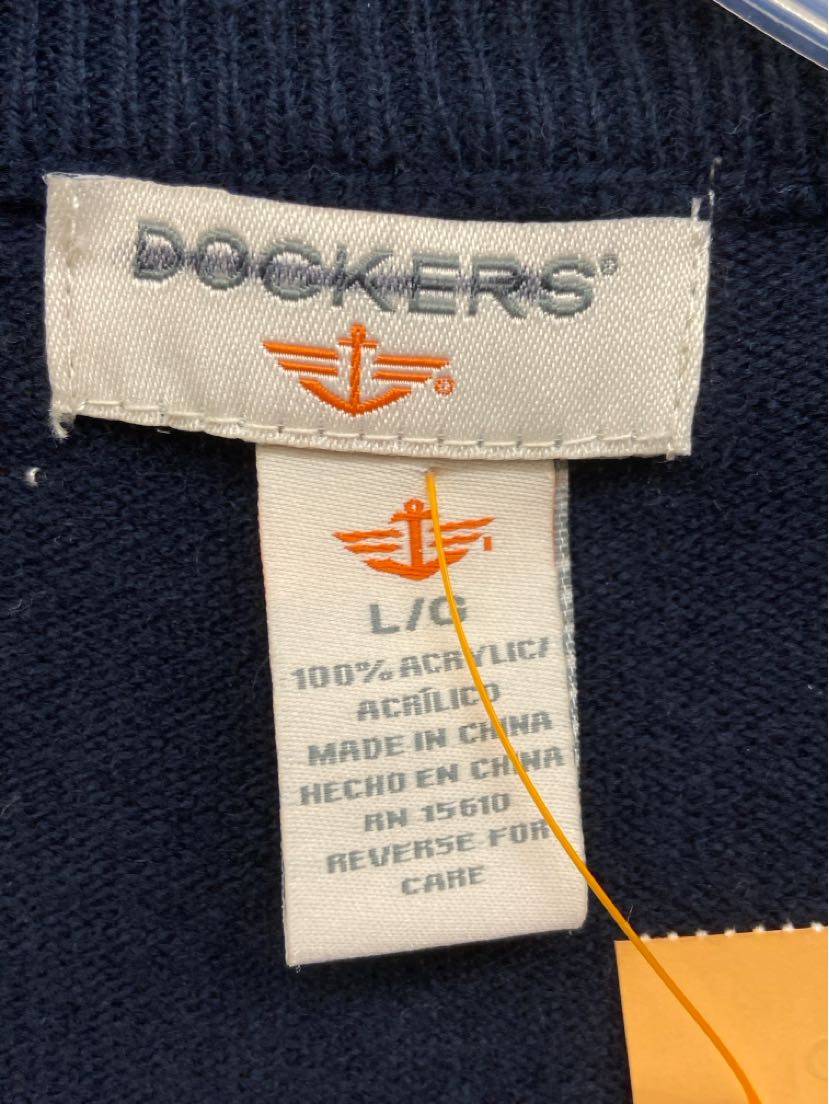 DOCKERS®
®
L/G
100% ACRYLIC/
ACRÍLICO
MADE IN CHINA
HECHO EN CHINA
RN 15610
REVERSE FOR
CARE